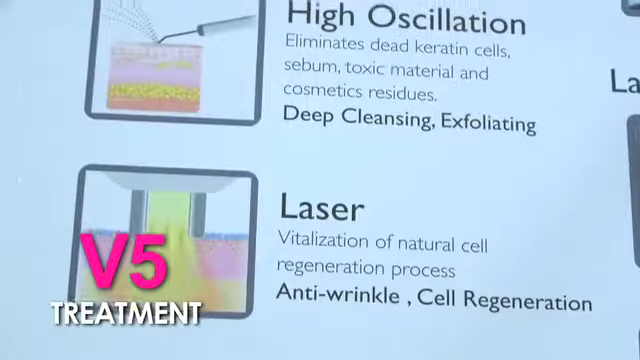 High Oscillation
Eliminates dead keratin cells,
sebum, toxic material and
cosmetics residues.
Deep Cleansing, Exfoliating
La
Laser
Vitalization of natural cell
regeneration process
Anti-wrinkle , Cell Regeneration
V5
TREATMENT